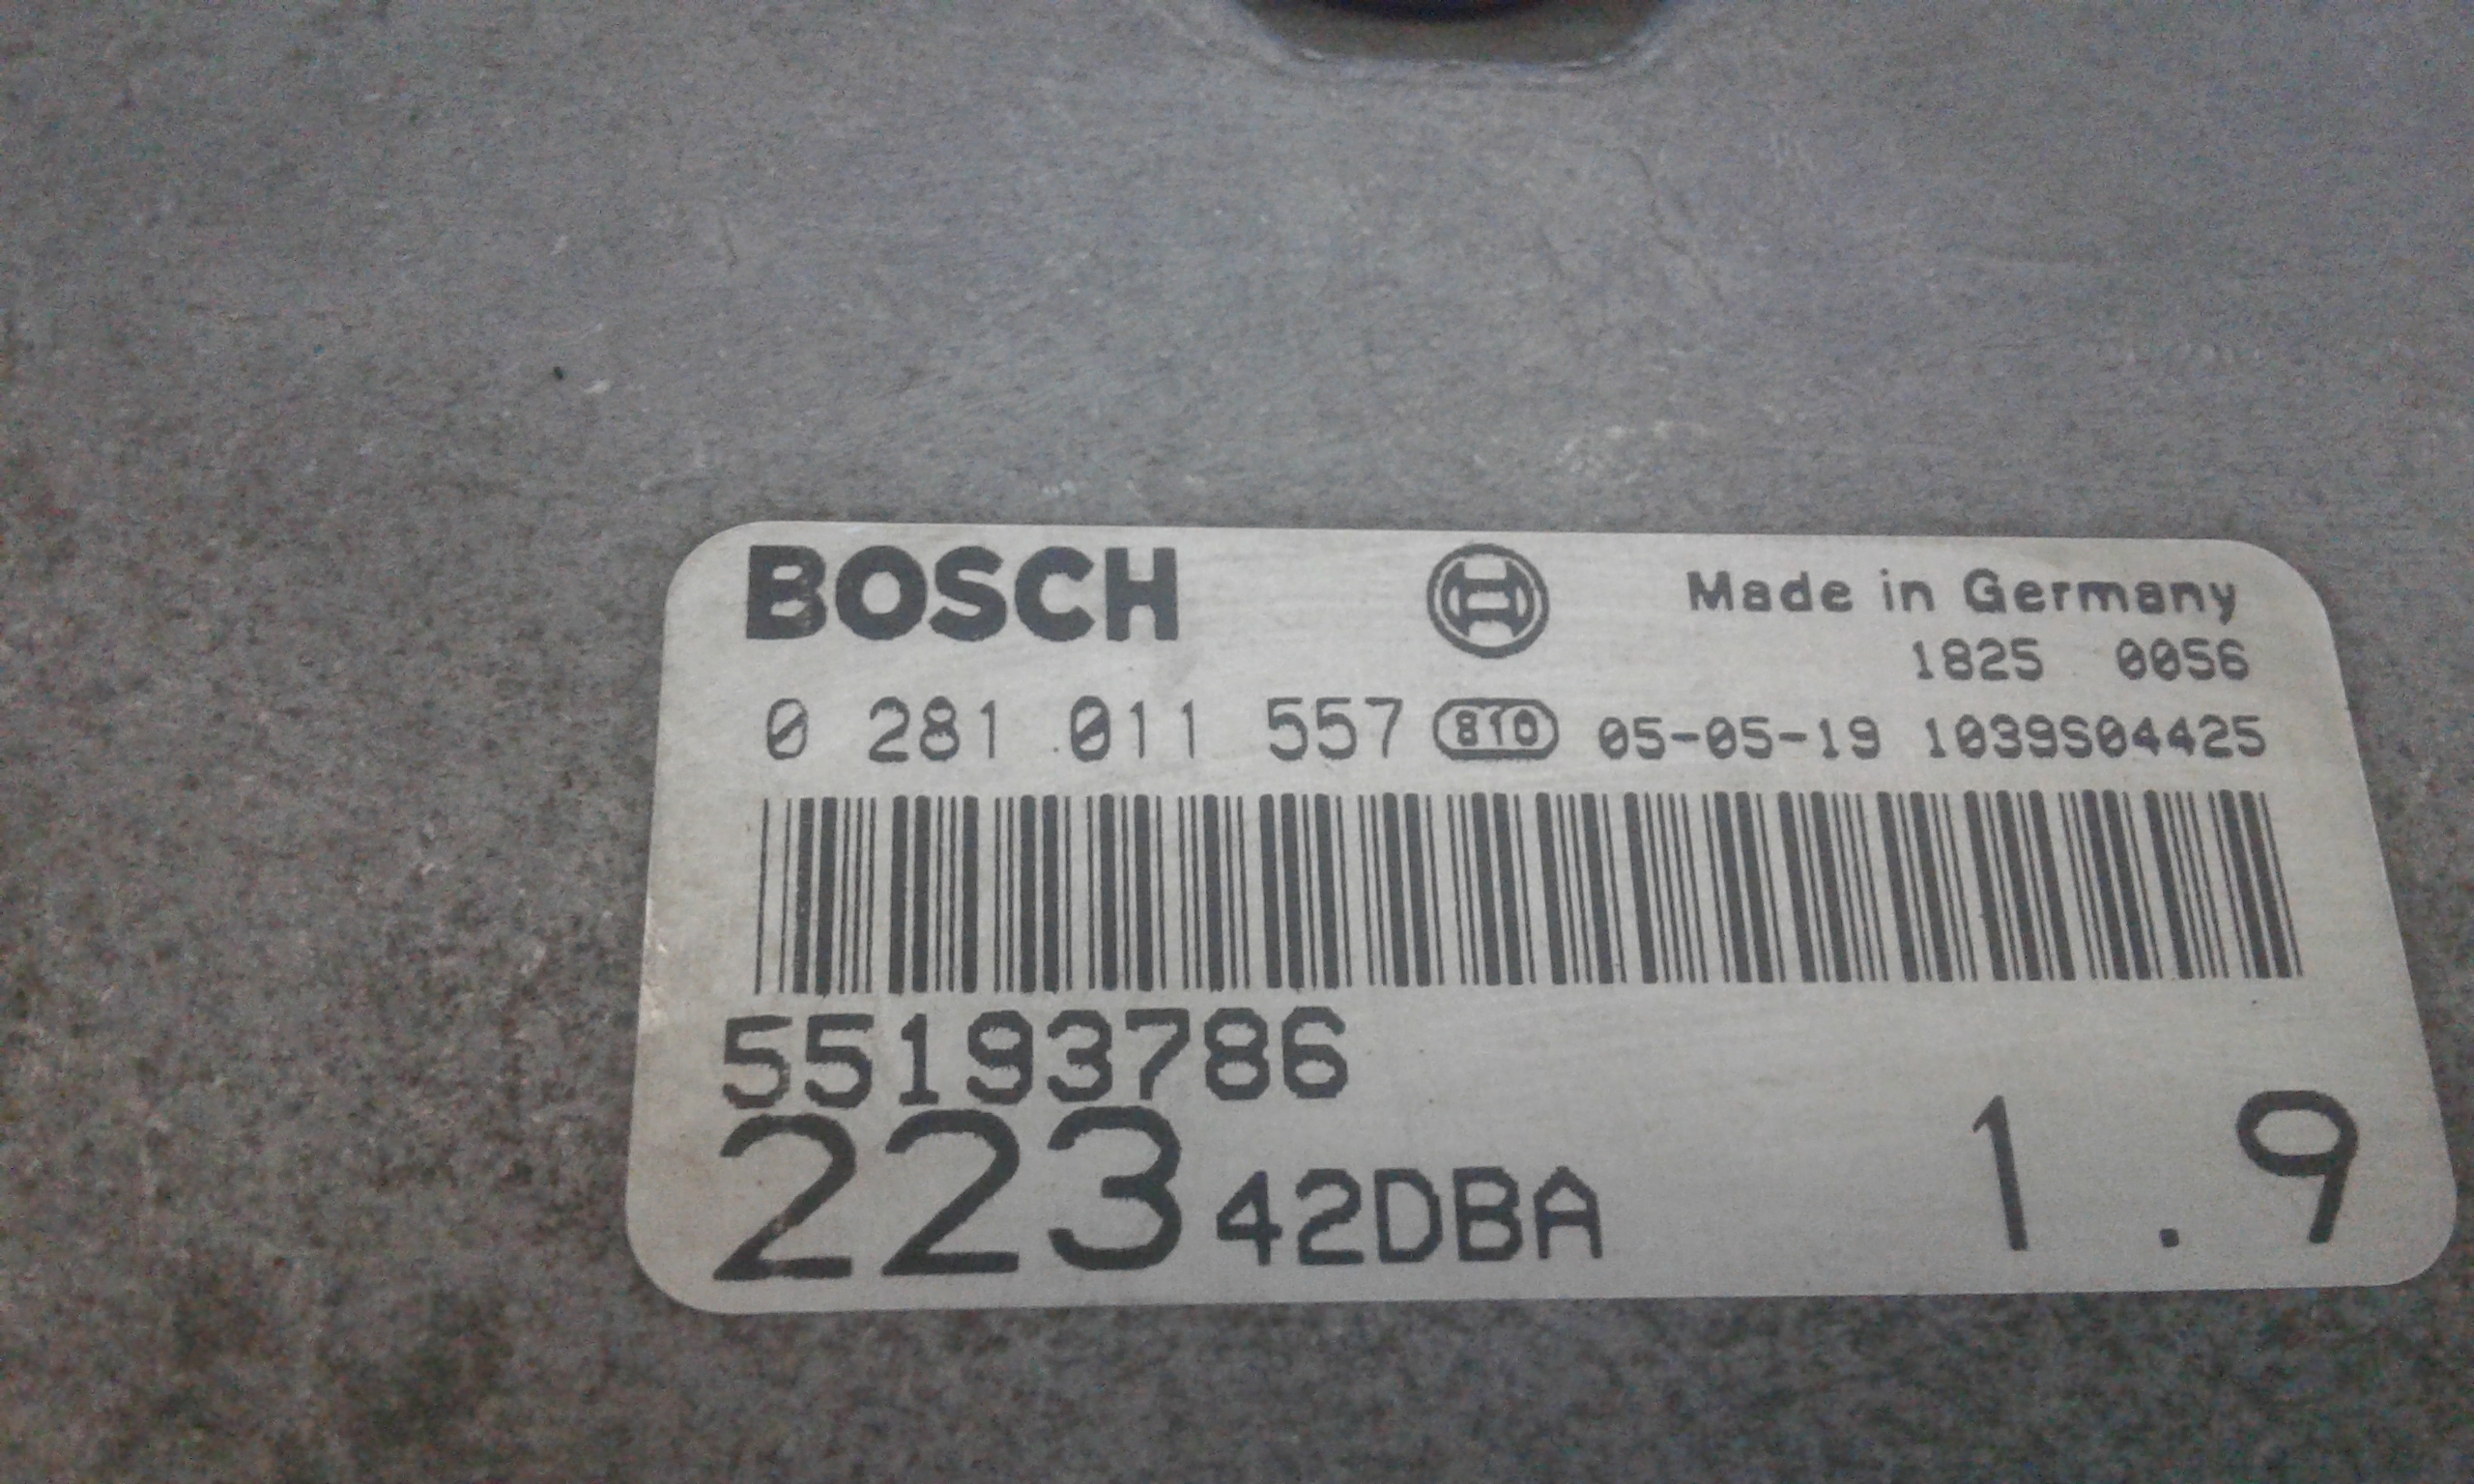 BOSCH Made in Germany
1825 0056
0 281 011 557 810 05-05-19 1039S04425
55193786
223 42DBA 1.9